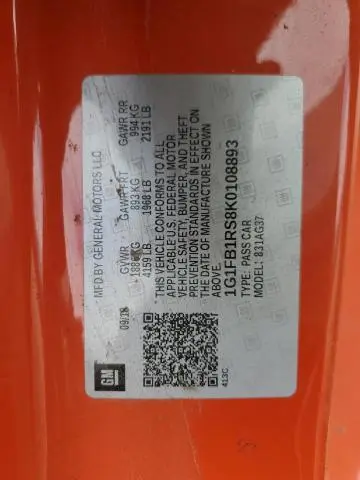 MFD BY GENERAL MOTORS LLC
09/18 GVWR GAWR FRT GAWR RR
1886 KG 893 KG 994 KG
4159 LB 1968 LB 2191 LB
THIS VEHICLE CONFORMS TO ALL
APPLICABLE U.S. FEDERAL MOTOR
VEHICLE SAFETY, BUMPER, AND THEFT
PREVENTION STANDARDS IN EFFECT ON
THE DATE OF MANUFACTURE SHOWN
ABOVE.
1G1FB1RS8K0108893
TYPE: PASS CAR
MODEL: 831AG37
GM
413C